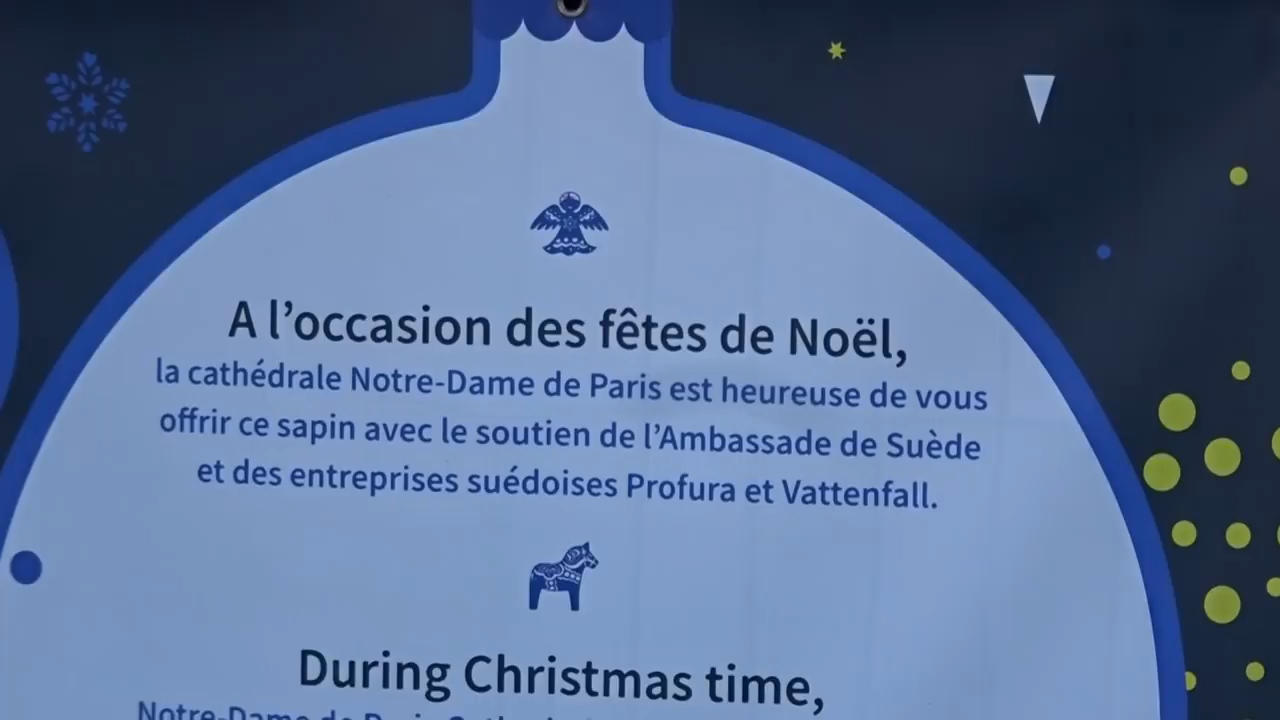 A l’occasion des fêtes de Noël,
la cathédrale Notre-Dame de Paris est heureuse de vous
offrir ce sapin avec le soutien de l’Ambassade de Suède
et des entreprises suédoises Profura et Vattenfall.
During Christmas time,
Notre-Dame de Paris